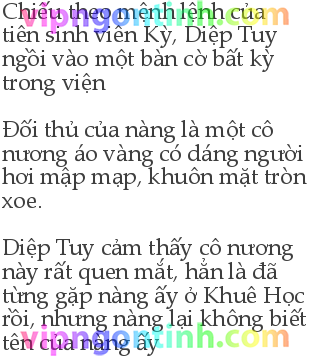 Chiếu theo mệnh lệnh của
tiên sinh viên Kỳ, Diệp Tuy
ngồi vào một bàn cờ bất kỳ
trong viện
Đối thủ của nàng là một cô
nương áo vàng có dáng người
hơi mập mạp, khuôn mặt tròn
xoe.
Diệp Tuy cảm thấy cô nương
này rất quen mắt, hẳn là đã
từng gặp nàng ấy ở Khuê Học
rồi, nhưng nàng lại không biết
tên của nàng ấy
vipngontinh.com
vipngontinh.com